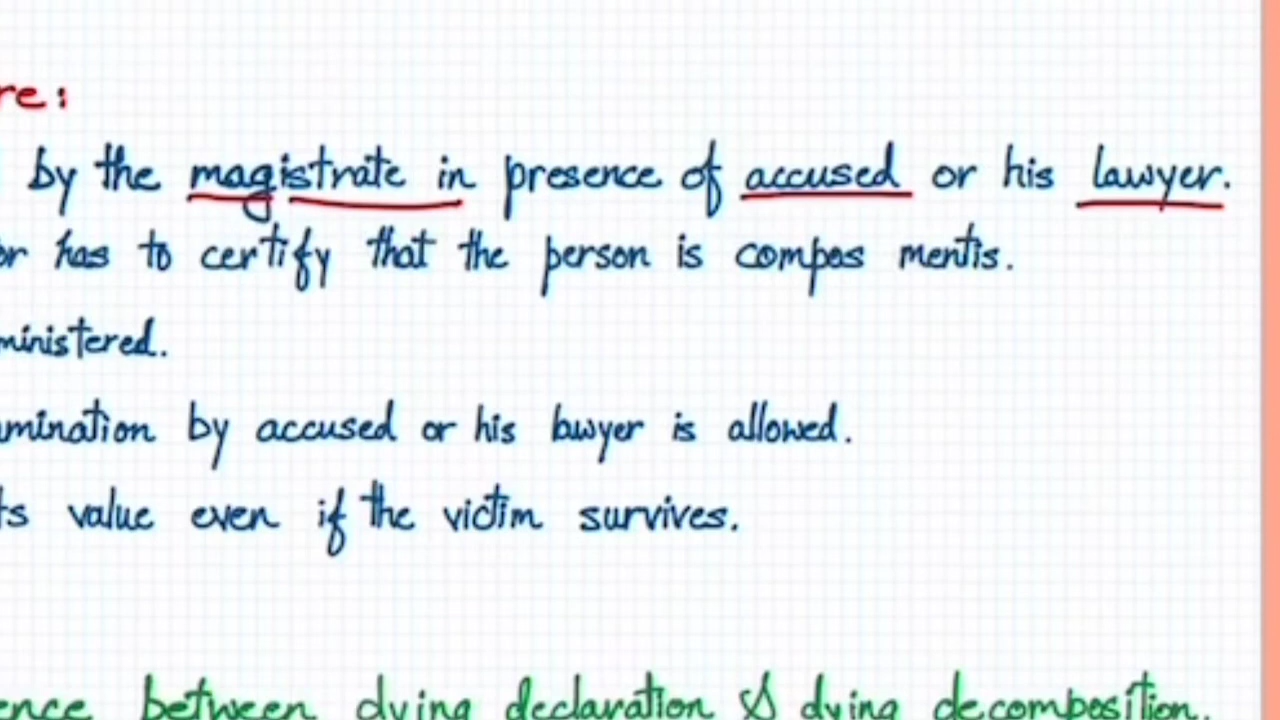 re:
by the magistrate in presence of accused or his lawyer.
or has to certify that the person is compos mentis.
ministered.
mination by accused or his lawyer is allowed.
ts value even if the victim survives.
ence between dying declaration & dying decomposition.